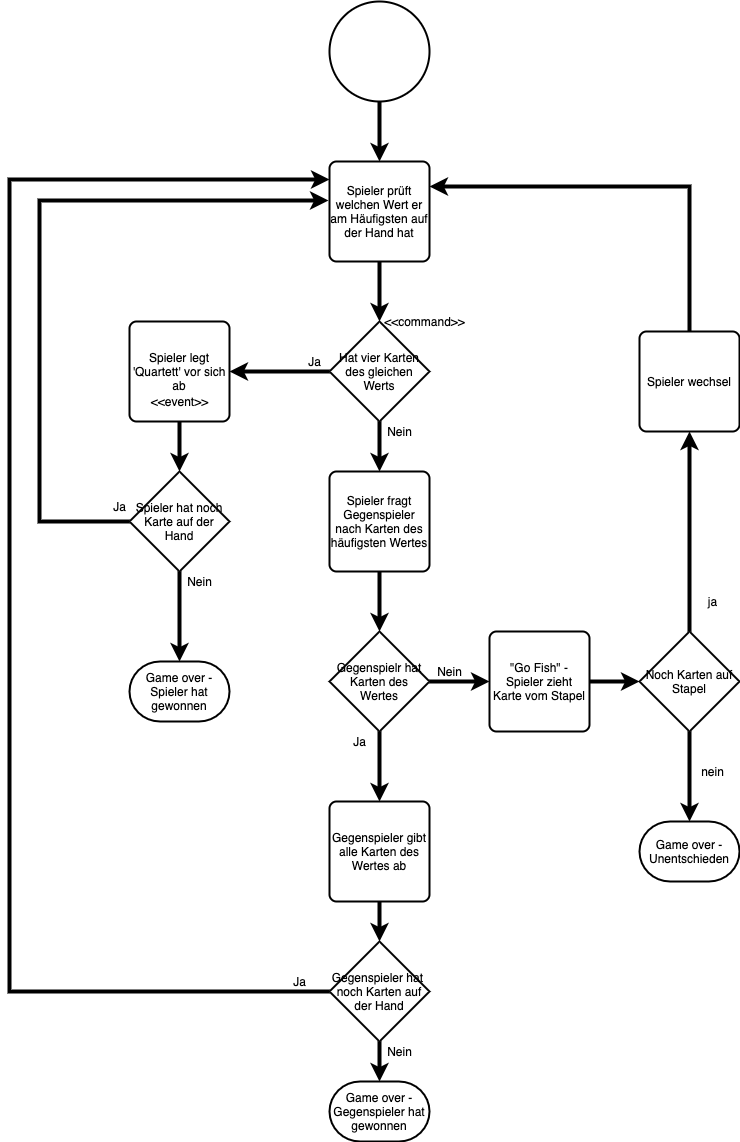 Spieler prüft
welchen Wert er
am Häufigsten auf
der Hand hat
<<command>>
Hat vier Karten
des gleichen
Werts
Ja
Nein
Spieler legt
'Quartett' vor sich
ab
<<event>>
Spieler wechsel
Spieler hat noch
Karte auf der
Hand
Ja
Nein
Spieler fragt
Gegenspieler
nach Karten des
häufigsten Wertes
ja
Game over -
Spieler hat
gewonnen
Gegenspielr hat
Karten des
Wertes
Nein
Ja
"Go Fish" -
Spieler zieht
Karte vom Stapel
Noch Karten auf
Stapel
nein
Game over -
Unentschieden
Gegenspieler gibt
alle Karten des
Wertes ab
Gegenspieler hat
noch Karten auf
der Hand
Ja
Nein
Game over -
Gegenspieler hat
gewonnen